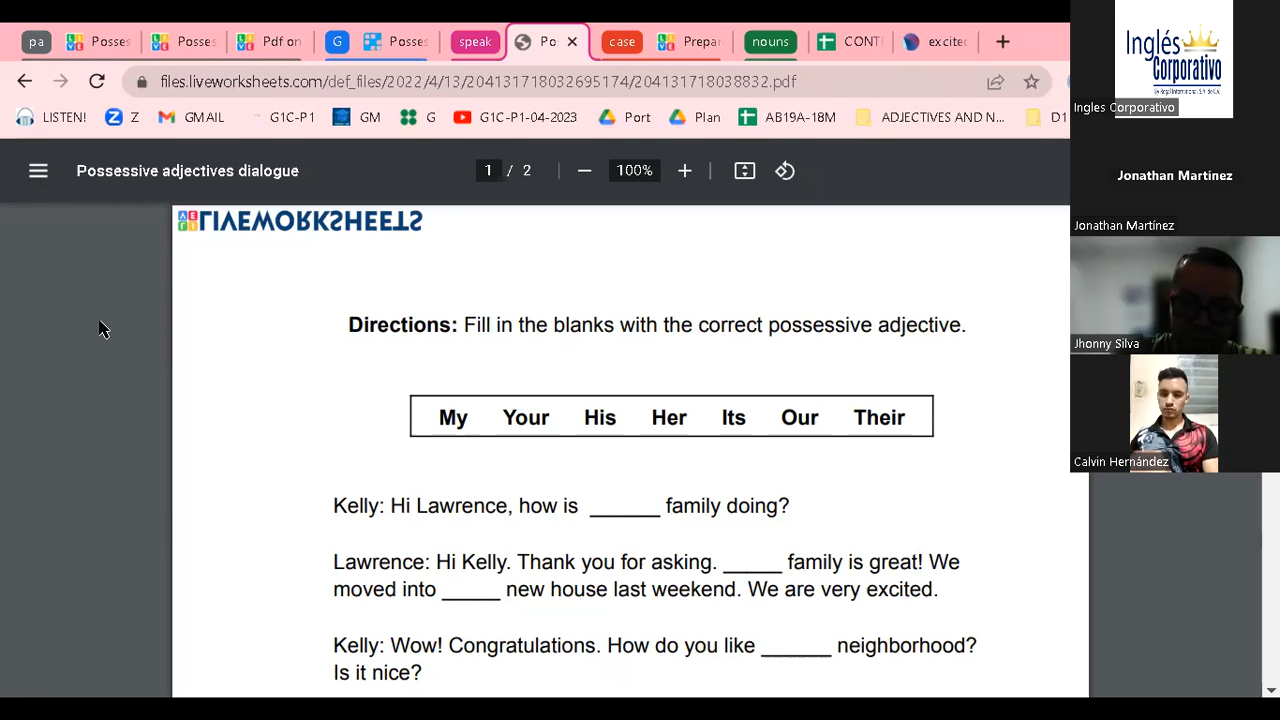 pa Posses Posses Pdf on G Posses speak Po: case Prepar nouns CONTI excited
files.liveworksheets.com/def_files/2022/4/13/204131718032695174/204131718038832.pdf
LISTEN! Z GMAIL G1C-P1 GM G G1C-P1-04-2023 Port Plan AB19A-18M ADJECTIVES AND N... D1
Possessive adjectives dialogue 1 / 2 100%
LIVEWORKSHEETS
Directions: Fill in the blanks with the correct possessive adjective.
My Your His Her Its Our Their
Kelly: Hi Lawrence, how is ______ family doing?
Lawrence: Hi Kelly. Thank you for asking. _____ family is great! We
moved into _____ new house last weekend. We are very excited.
Kelly: Wow! Congratulations. How do you like ______ neighborhood?
Is it nice?
Inglés
Corporativo
Ingles Corporativo
Jonathan Martínez
Jonathan Martínez
Jhonny Silva
Calvin Hernández